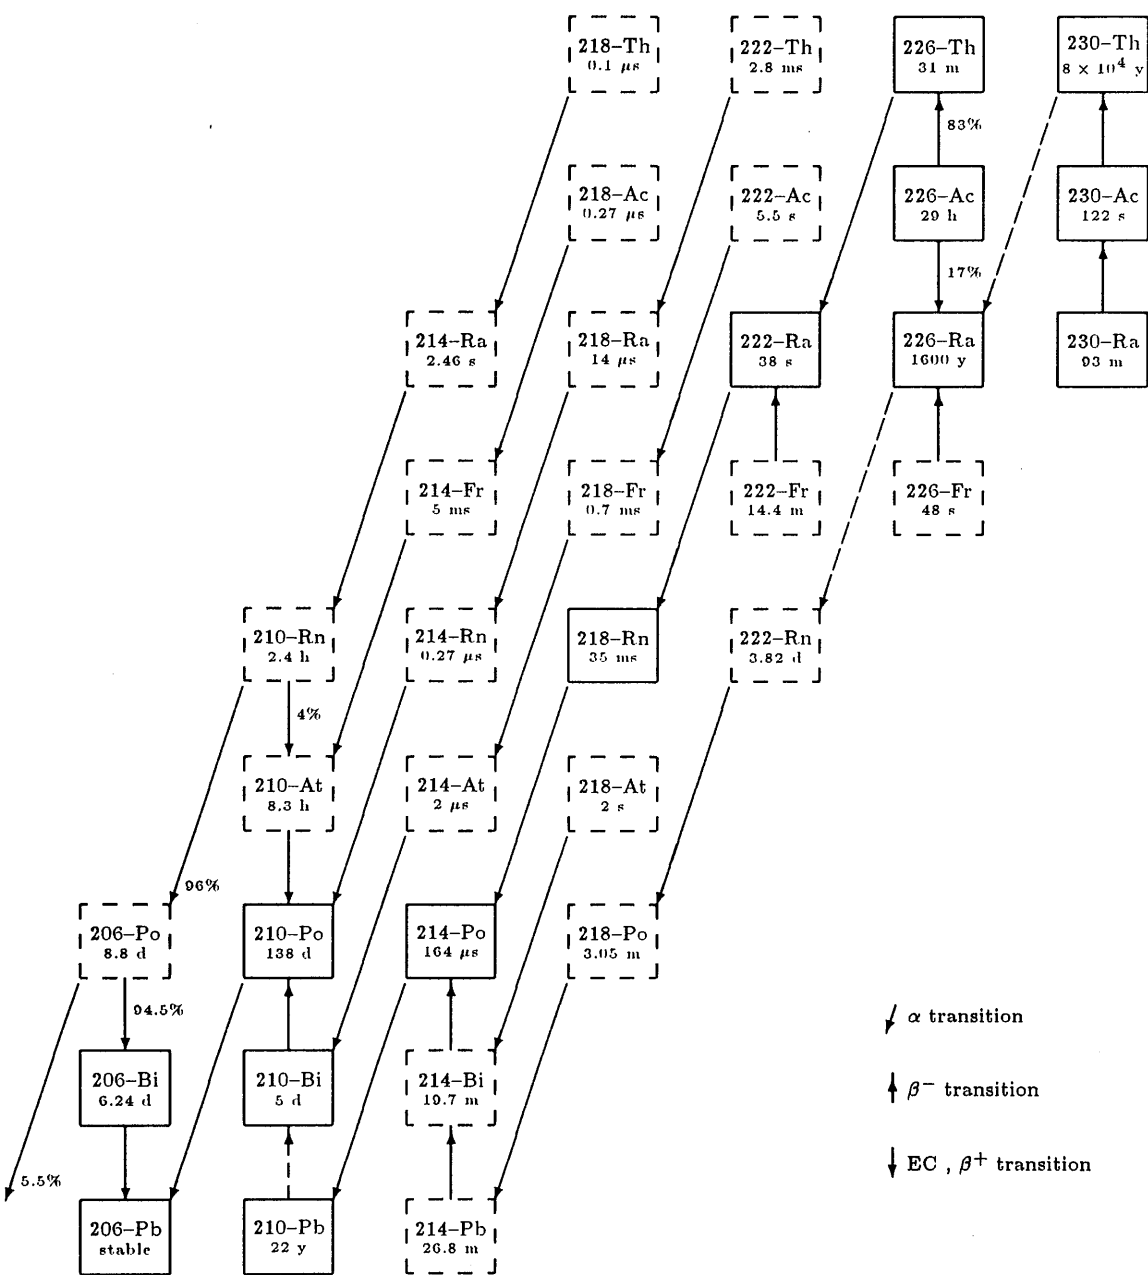 218–Th
0.1 μs
222–Th
2.8 ms
226–Th
31 m
230–Th
8 × 10⁴ y
83%
218–Ac
0.27 μs
222–Ac
5.5 s
226–Ac
29 h
230–Ac
122 s
17%
214–Ra
2.46 s
218–Ra
14 μs
222–Ra
38 s
226–Ra
1600 y
230–Ra
93 m
214–Fr
5 ms
218–Fr
0.7 ms
222–Fr
14.4 m
226–Fr
48 s
210–Rn
2.4 h
214–Rn
0.27 μs
218–Rn
35 ms
222–Rn
3.82 d
4%
210–At
8.3 h
214–At
2 μs
218–At
2 s
96%
206–Po
8.8 d
210–Po
138 d
214–Po
164 μs
218–Po
3.05 m
94.5%
α transition
206–Bi
6.24 d
210–Bi
5 d
214–Bi
19.7 m
β⁻ transition
5.5%
EC , β⁺ transition
206–Pb
stable
210–Pb
22 y
214–Pb
26.8 m